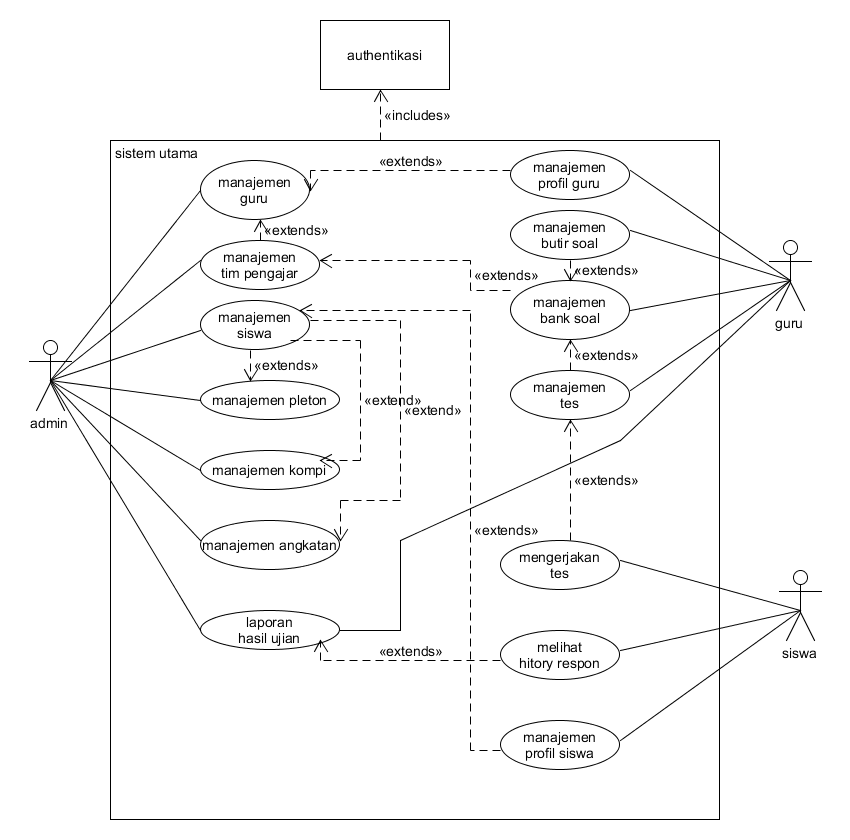 authentikasi
«includes»
sistem utama
manajemen
guru
«extends»
manajemen
profil guru
«extends»
manajemen
tim pengajar
manajemen
butir soal
«extends»
«extends»
manajemen
bank soal
guru
manajemen
siswa
«extends»
«extends»
manajemen pleton
«extend»
«extend»
manajemen
tes
admin
manajemen kompi
«extends»
manajemen angkatan
«extends»
mengerjakan
tes
laporan
hasil ujian
«extends»
melihat
hitory respon
siswa
manajemen
profil siswa